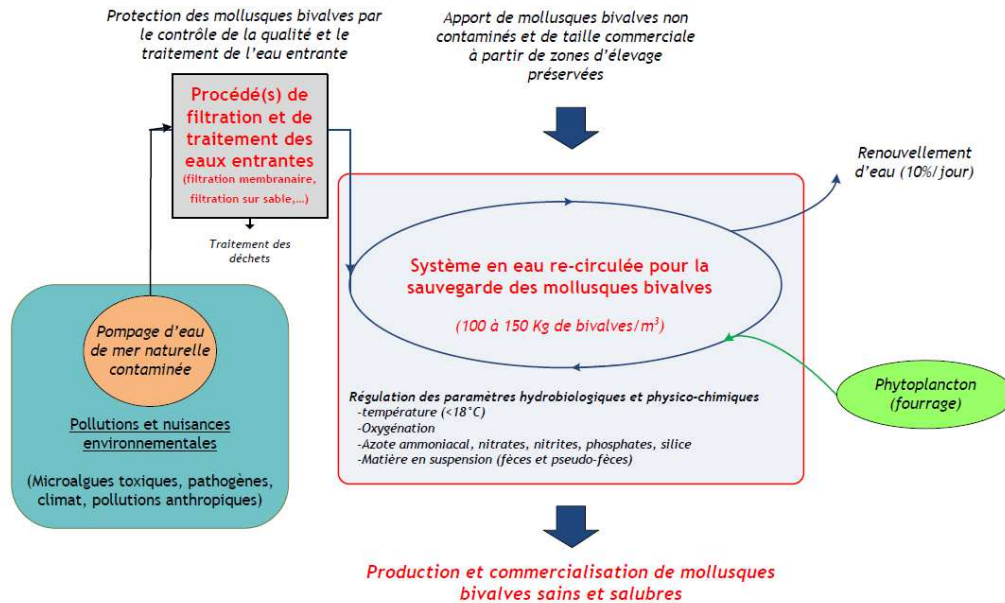 Protection des mollusques bivalves par
le contrôle de la qualité et le
traitement de l'eau entrante
Procédé(s) de
filtration et de
traitement des
eaux entrantes
(filtration membranaire,
filtration sur sable,…)
Traitement des
déchets
Pompage d'eau
de mer naturelle
contaminée
Pollutions et nuisances
environnementales
(Microalgues toxiques, pathogènes,
climat, pollutions anthropiques)
Apport de mollusques bivalves non
contaminés et de taille commerciale
à partir de zones d'élevage
préservées
Renouvellement
d'eau (10%/jour)
Système en eau re-circulée pour la
sauvegarde des mollusques bivalves
(100 à 150 Kg de bivalves/m³)
Régulation des paramètres hydrobiologiques et physico-chimiques
-température (<18°C)
-Oxygénation
-Azote ammoniacal, nitrates, nitrites, phosphates, silice
-Matière en suspension (fèces et pseudo-fèces)
Phytoplancton
(fourrage)
Production et commercialisation de mollusques
bivalves sains et salubres